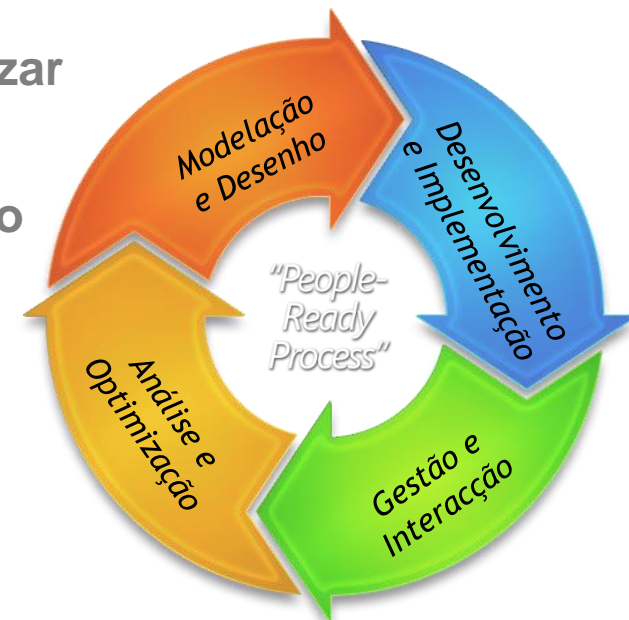 zar
o
Modelação
e Desenho
Desenvolvimento
e Implementação
"People-
Ready
Process"
Análise e
Optimização
Gestão e
Interacção